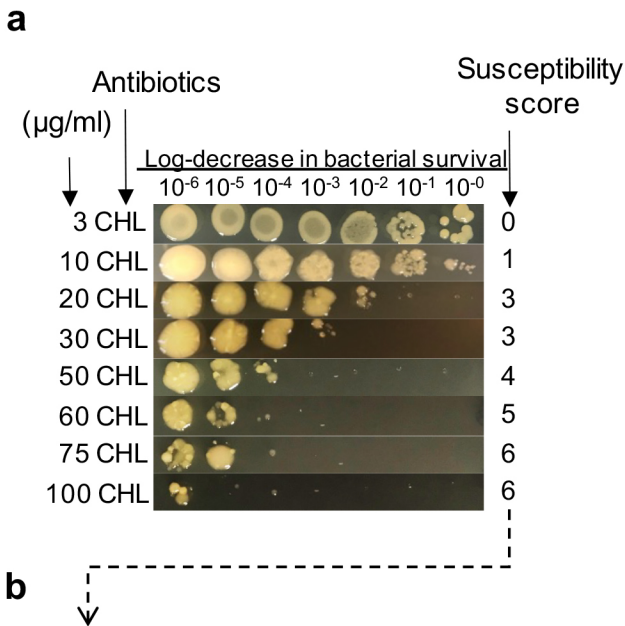 a
Antibiotics
Susceptibility
score
(µg/ml)
Log-decrease in bacterial survival
10⁻⁶ 10⁻⁵ 10⁻⁴ 10⁻³ 10⁻² 10⁻¹ 10⁻⁰
3 CHL 0
10 CHL 1
20 CHL 3
30 CHL 3
50 CHL 4
60 CHL 5
75 CHL 6
100 CHL 6
b